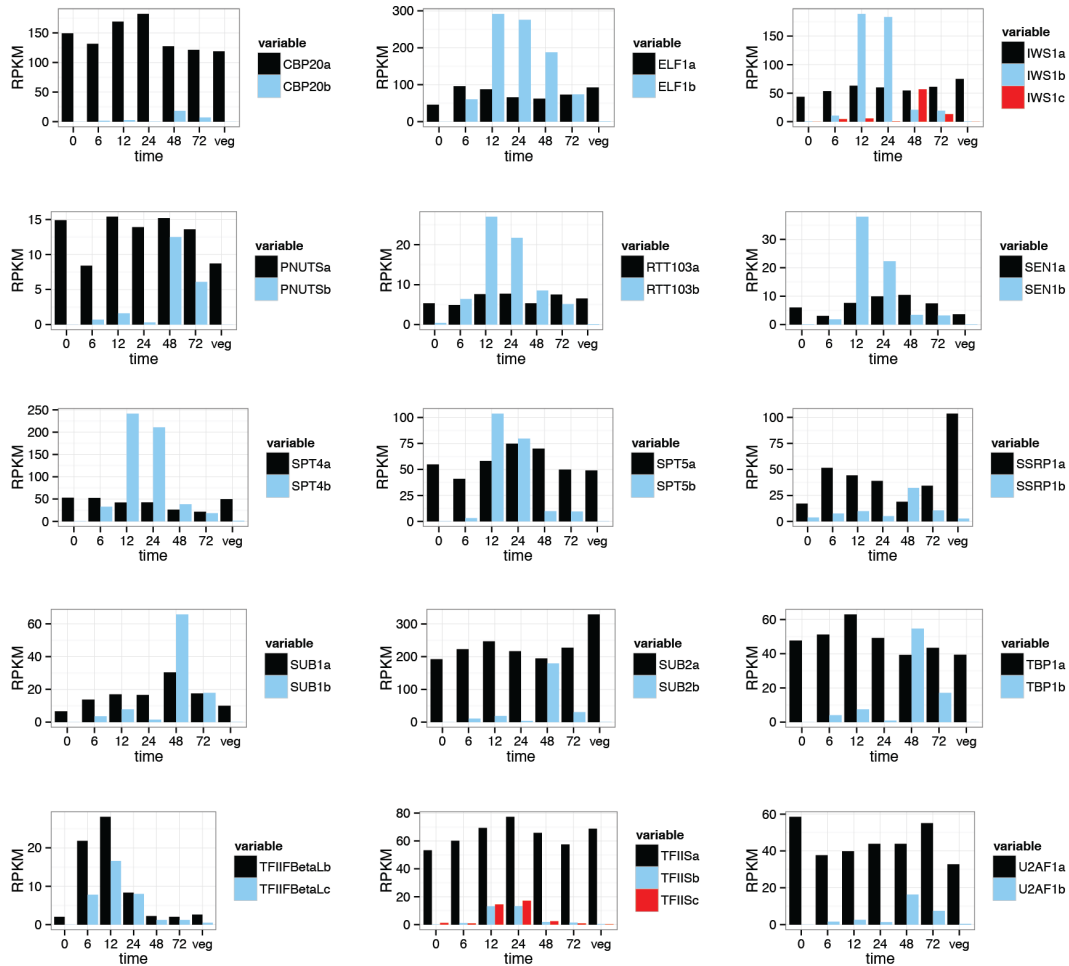 150
100
50
0
RPKM
0 6 12 24 48 72 veg
time
variable
CBP20a
CBP20b
300
200
100
0
RPKM
0 6 12 24 48 72 veg
time
variable
ELF1a
ELF1b
150
100
50
0
RPKM
0 6 12 24 48 72 veg
time
variable
IWS1a
IWS1b
IWS1c
15
10
5
0
RPKM
0 6 12 24 48 72 veg
time
variable
PNUTSa
PNUTSb
20
10
0
RPKM
0 6 12 24 48 72 veg
time
variable
RTT103a
RTT103b
30
20
10
0
RPKM
0 6 12 24 48 72 veg
time
variable
SEN1a
SEN1b
250
200
150
100
50
0
RPKM
0 6 12 24 48 72 veg
time
variable
SPT4a
SPT4b
100
75
50
25
0
RPKM
0 6 12 24 48 72 veg
time
variable
SPT5a
SPT5b
100
75
50
25
0
RPKM
0 6 12 24 48 72 veg
time
variable
SSRP1a
SSRP1b
60
40
20
0
RPKM
0 6 12 24 48 72 veg
time
variable
SUB1a
SUB1b
300
200
100
0
RPKM
0 6 12 24 48 72 veg
time
variable
SUB2a
SUB2b
60
40
20
0
RPKM
0 6 12 24 48 72 veg
time
variable
TBP1a
TBP1b
20
10
0
RPKM
0 6 12 24 48 72 veg
time
variable
TFIIFBetaLb
TFIIFBetaLc
80
60
40
20
0
RPKM
0 6 12 24 48 72 veg
time
variable
TFIISa
TFIISb
TFIISc
60
40
20
0
RPKM
0 6 12 24 48 72 veg
time
variable
U2AF1a
U2AF1b